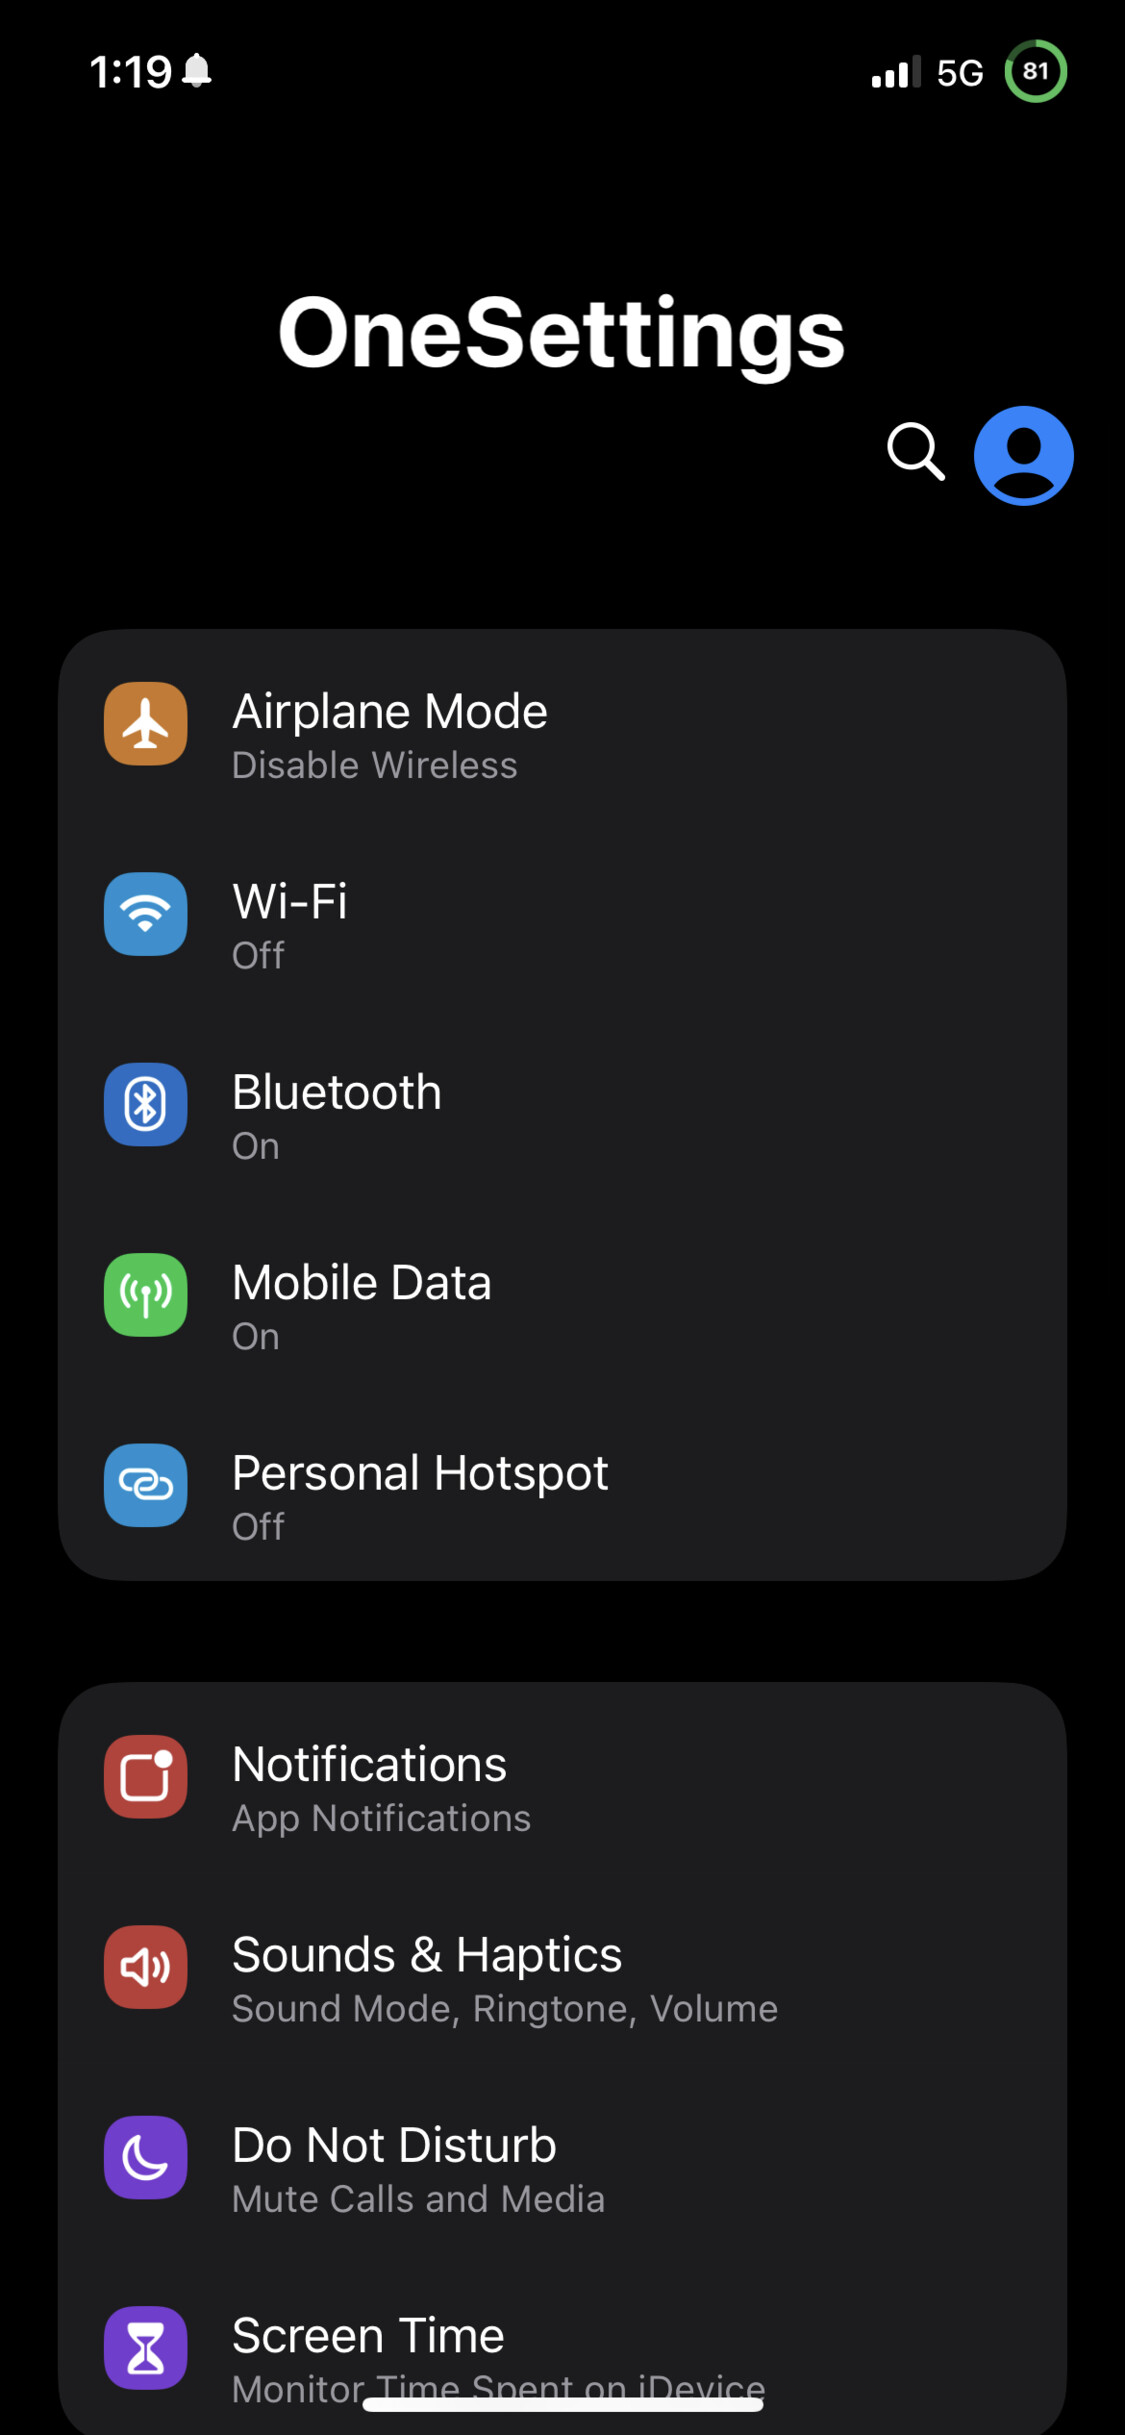 1:19
5G
81
OneSettings
Airplane Mode
Disable Wireless
Wi-Fi
Off
Bluetooth
On
Mobile Data
On
Personal Hotspot
Off
Notifications
App Notifications
Sounds & Haptics
Sound Mode, Ringtone, Volume
Do Not Disturb
Mute Calls and Media
Screen Time
Monitor Time Spent on iDevice